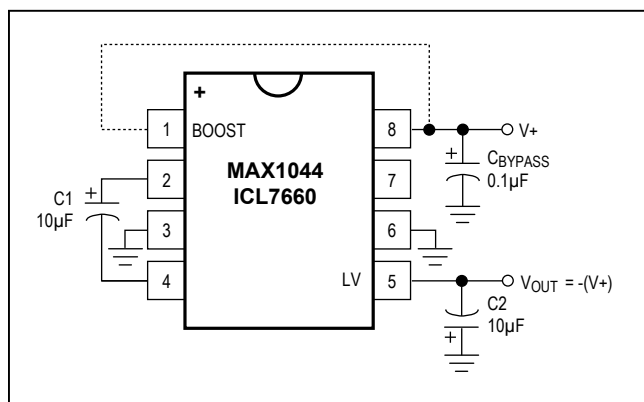 +
1 BOOST
8
V+
MAX1044
ICL7660
+
CBYPASS
0.1µF
C1
+
10µF
2
7
3
6
4
LV
5
VOUT = -(V+)
C2
10µF
+